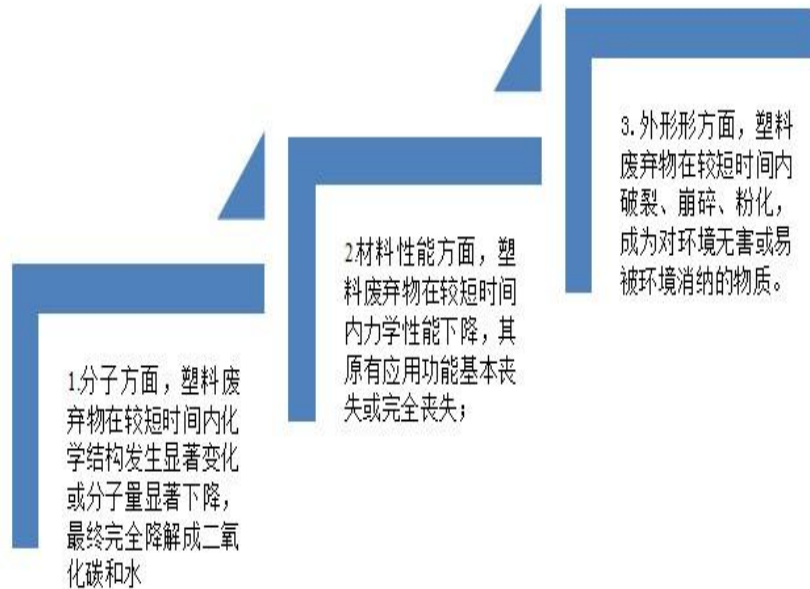 1.分子方面，塑料废
弃物在较短时间内化
学结构发生显著变化
或分子量显著下降，
最终完全降解成二氧
化碳和水
2.材料性能方面，塑
料废弃物在较短时间
内力学性能下降，其
原有应用功能基本丧
失或完全丧失；
3.外形形方面，塑料
废弃物在较短时间内
破裂、崩碎、粉化，
成为对环境无害或易
被环境消纳的物质。